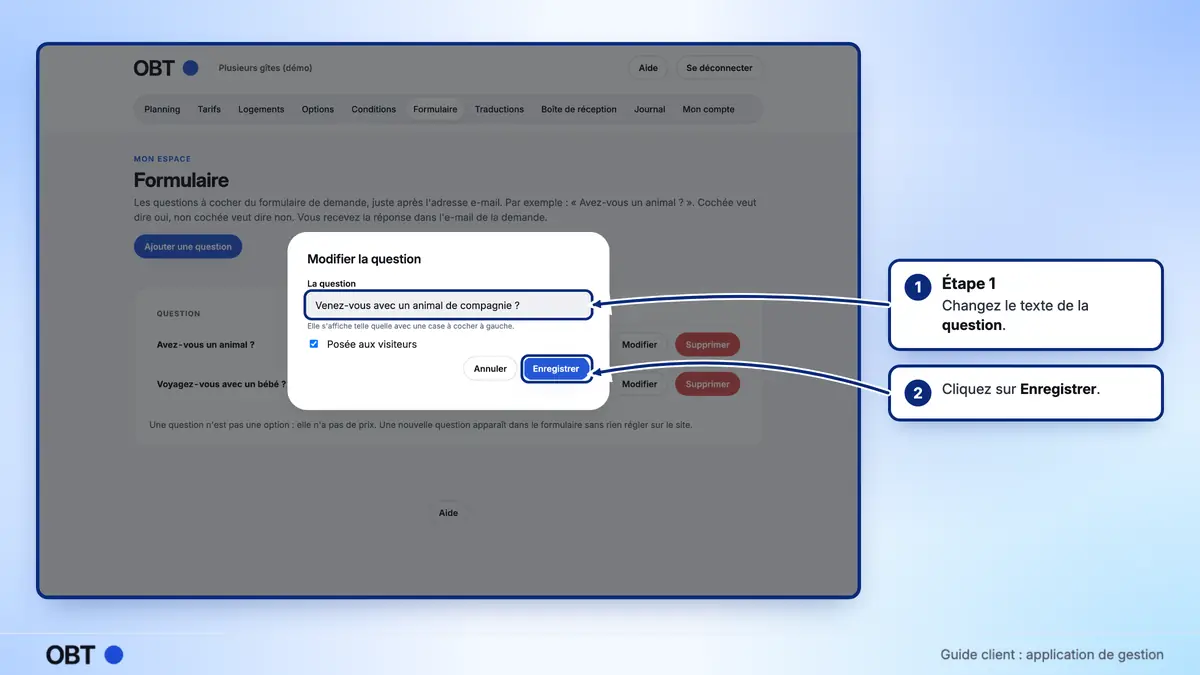 OBT
Plusieurs gîtes (démo)
Aide
Se déconnecter
Planning
Tarifs
Logements
Options
Conditions
Formulaire
Traductions
Boîte de réception
Journal
Mon compte
MON ESPACE
Formulaire
Les questions à cocher du formulaire de demande, juste après l'adresse e-mail. Par exemple : « Avez-vous un animal ? ». Cochée veut
dire oui, non cochée veut dire non. Vous recevez la réponse dans l'e-mail de la demande.
Ajouter une question
QUESTION
Avez-vous un animal ?
Modifier
Supprimer
Voyagez-vous avec un bébé ?
Modifier
Supprimer
Une question n'est pas une option : elle n'a pas de prix. Une nouvelle question apparaît dans le formulaire sans rien régler sur le site.
Aide
Modifier la question
La question
Venez-vous avec un animal de compagnie ?
Elle s'affiche telle quelle avec une case à cocher à gauche.
Posée aux visiteurs
Annuler
Enregistrer
1
Étape 1
Changez le texte de la
question.
2
Cliquez sur Enregistrer.
OBT
Guide client : application de gestion